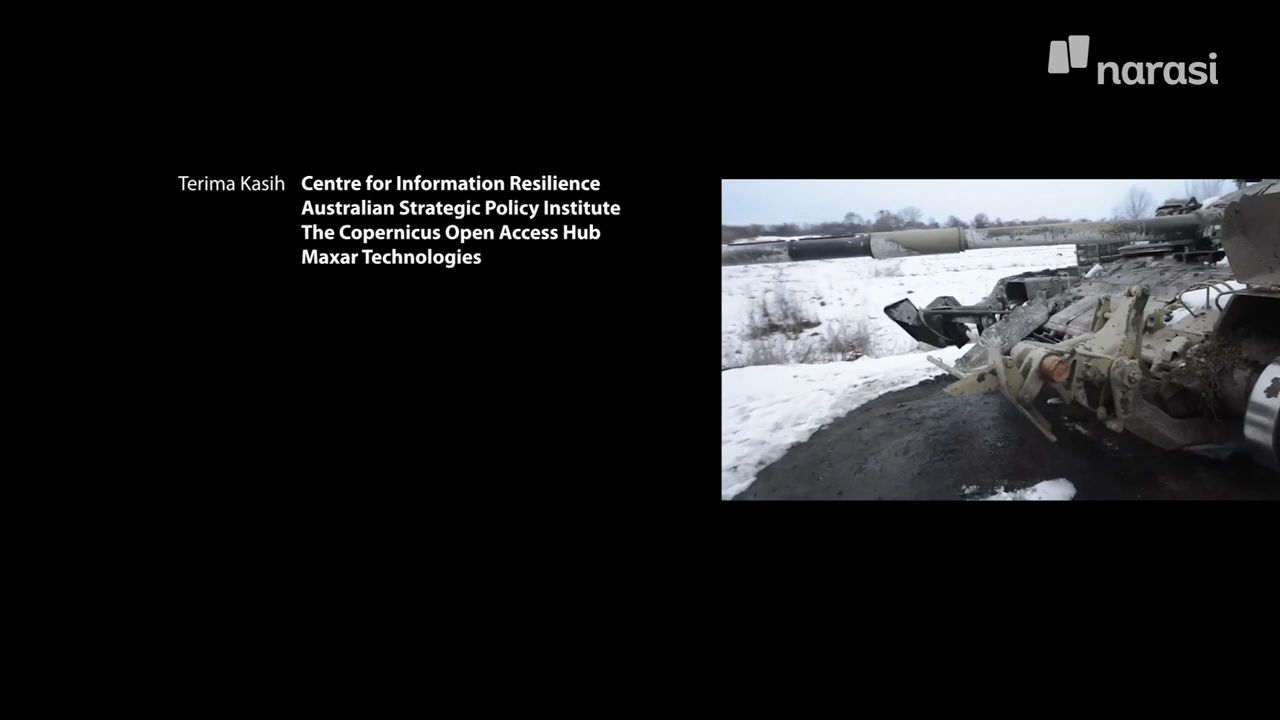 narasi
Terima Kasih Centre for Information Resilience
Australian Strategic Policy Institute
The Copernicus Open Access Hub
Maxar Technologies